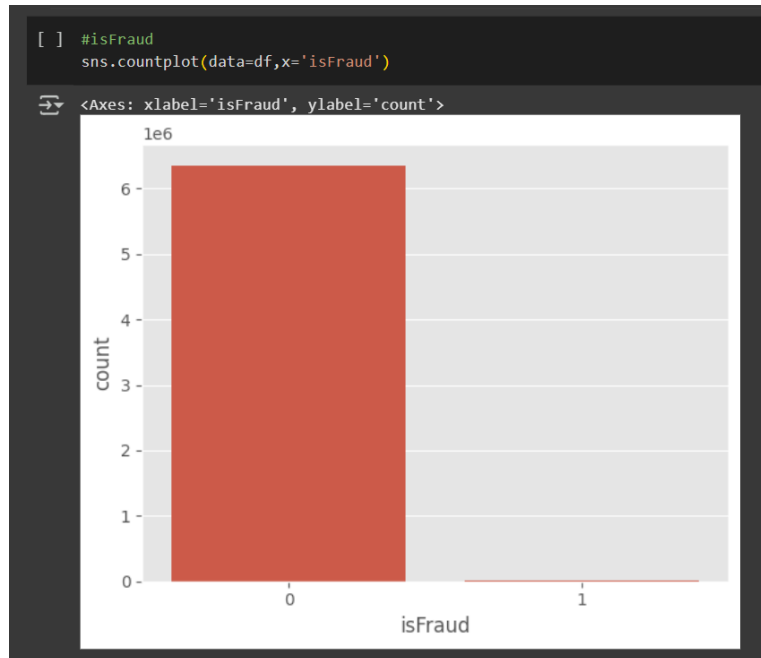 [ ] #isFraud
sns.countplot(data=df,x='isFraud')
<Axes: xlabel='isFraud', ylabel='count'>
1e6
6
5
4
3
2
1
0
count
0 1
isFraud